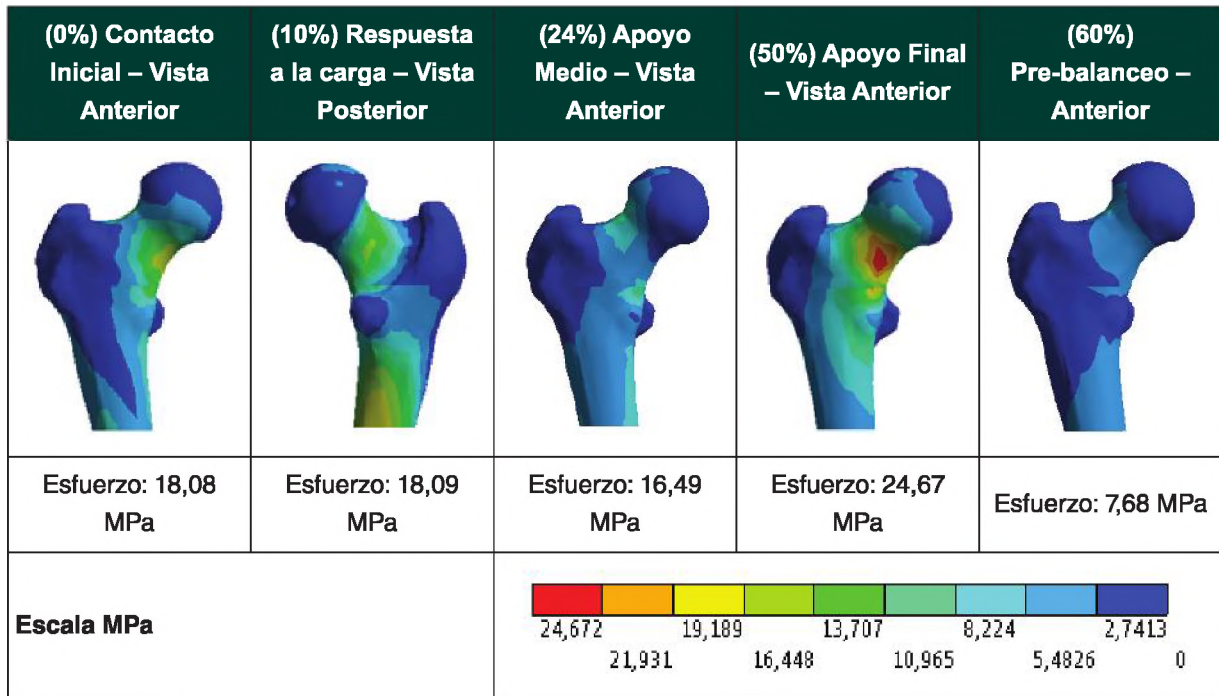 (0%) Contacto
Inicial – Vista
Anterior
(10%) Respuesta
a la carga – Vista
Posterior
(24%) Apoyo
Medio – Vista
Anterior
(50%) Apoyo Final
– Vista Anterior
(60%)
Pre-balanceo –
Anterior
Esfuerzo: 18,08
MPa
Esfuerzo: 18,09
MPa
Esfuerzo: 16,49
MPa
Esfuerzo: 24,67
MPa
Esfuerzo: 7,68 MPa
Escala MPa
24,672 19,189 13,707 8,224 2,7413
21,931 16,448 10,965 5,4826 0